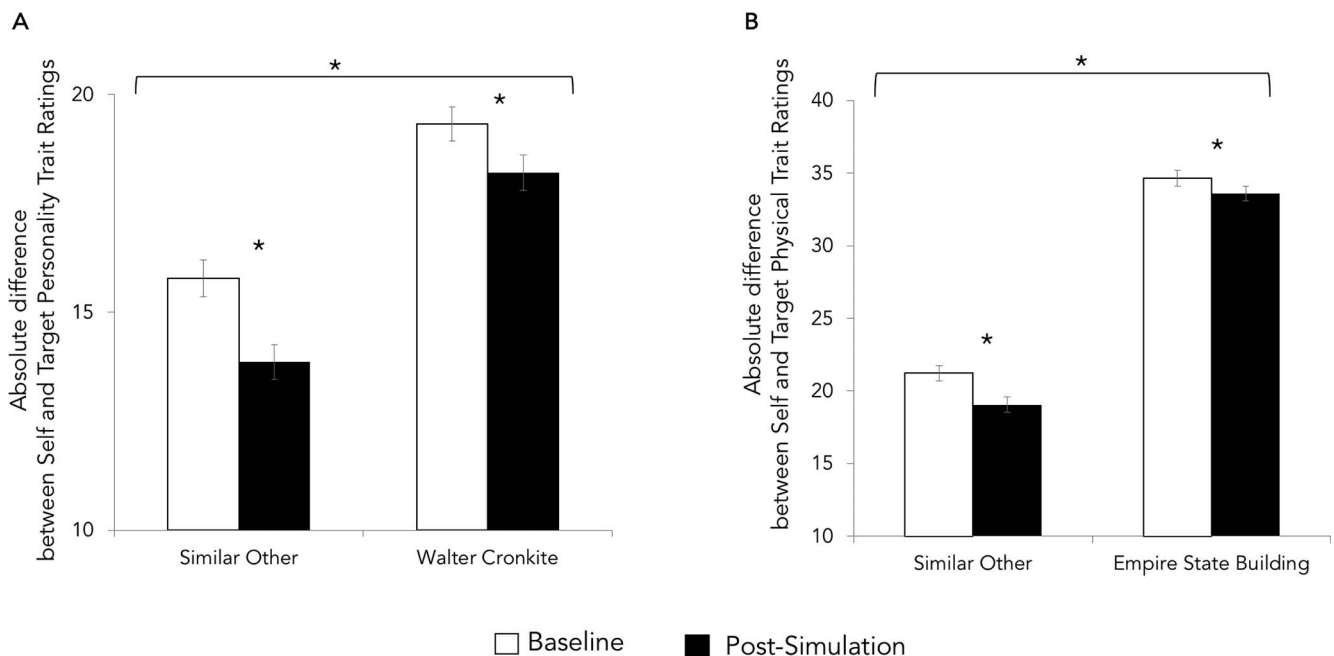 A
Absolute difference
between Self and Target Personality Trait Ratings
20
15
10
*
*
*
Similar Other
Walter Cronkite
B
Absolute difference
between Self and Target Physical Trait Ratings
40
35
30
25
20
15
10
*
*
*
Similar Other
Empire State Building
Baseline
Post-Simulation